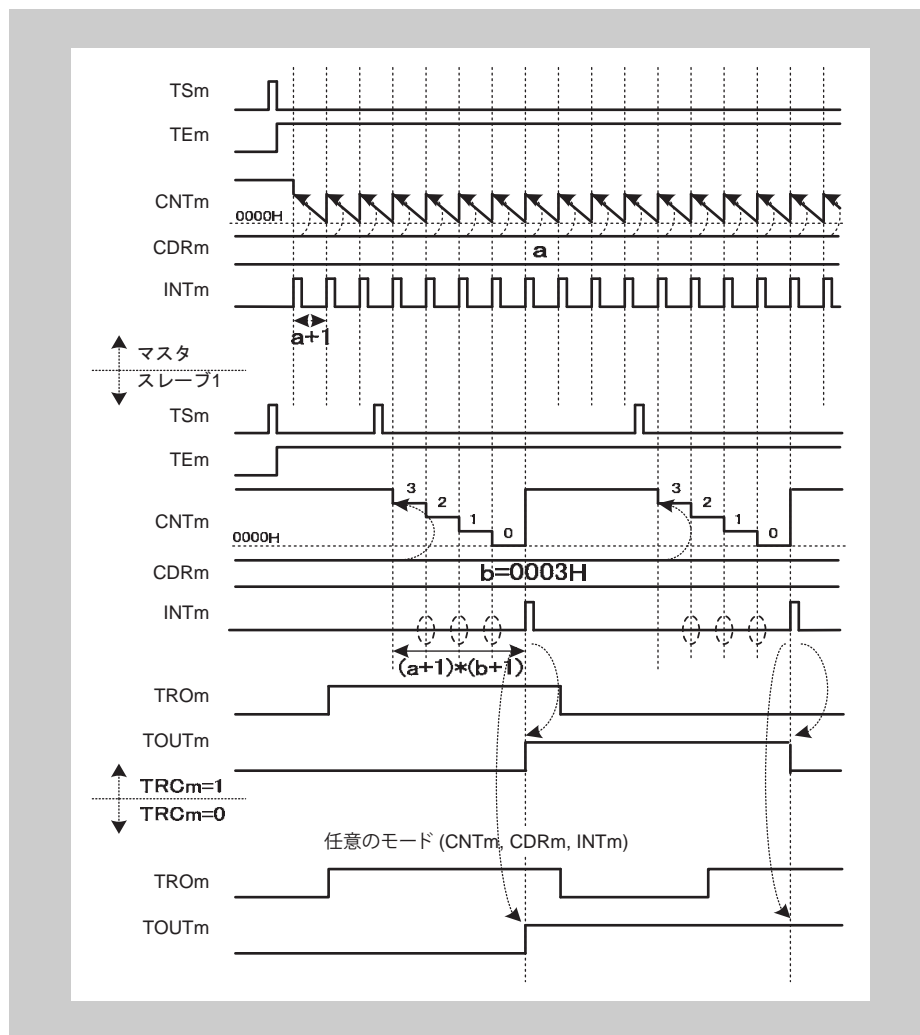 TSm
TEm
CNTm
0000H
CDRm
a
INTm
a+1
マスタ
スレーブ1
TSm
TEm
3 2 1 0 3 2 1 0
CNTm
0000H
CDRm
b=0003H
INTm
(a+1)*(b+1)
TROm
TOUTm
TRCm=1
TRCm=0
任意のモード (CNTm, CDRm, INTm)
TROm
TOUTm